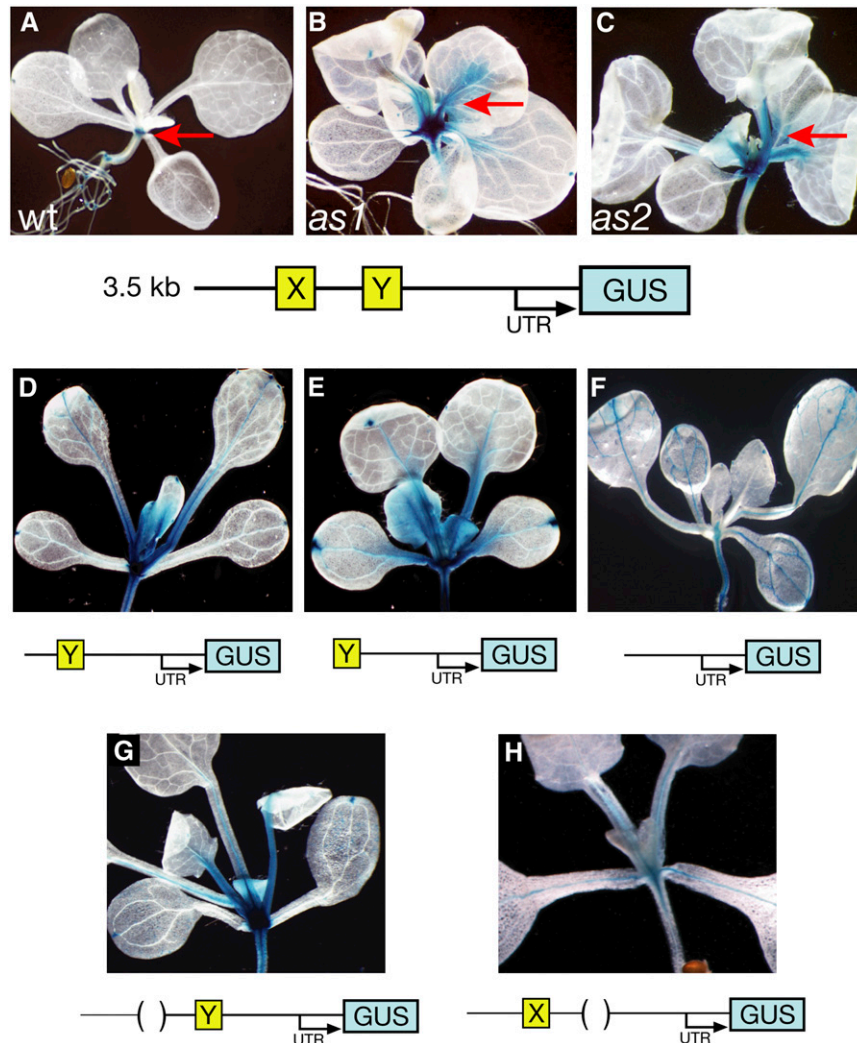 A
B
C
wt
as1
as2
3.5 kb
X
Y
GUS
UTR
D
E
F
Y
GUS
UTR
Y
GUS
UTR
GUS
UTR
G
H
( )
Y
GUS
UTR
X
( )
GUS
UTR